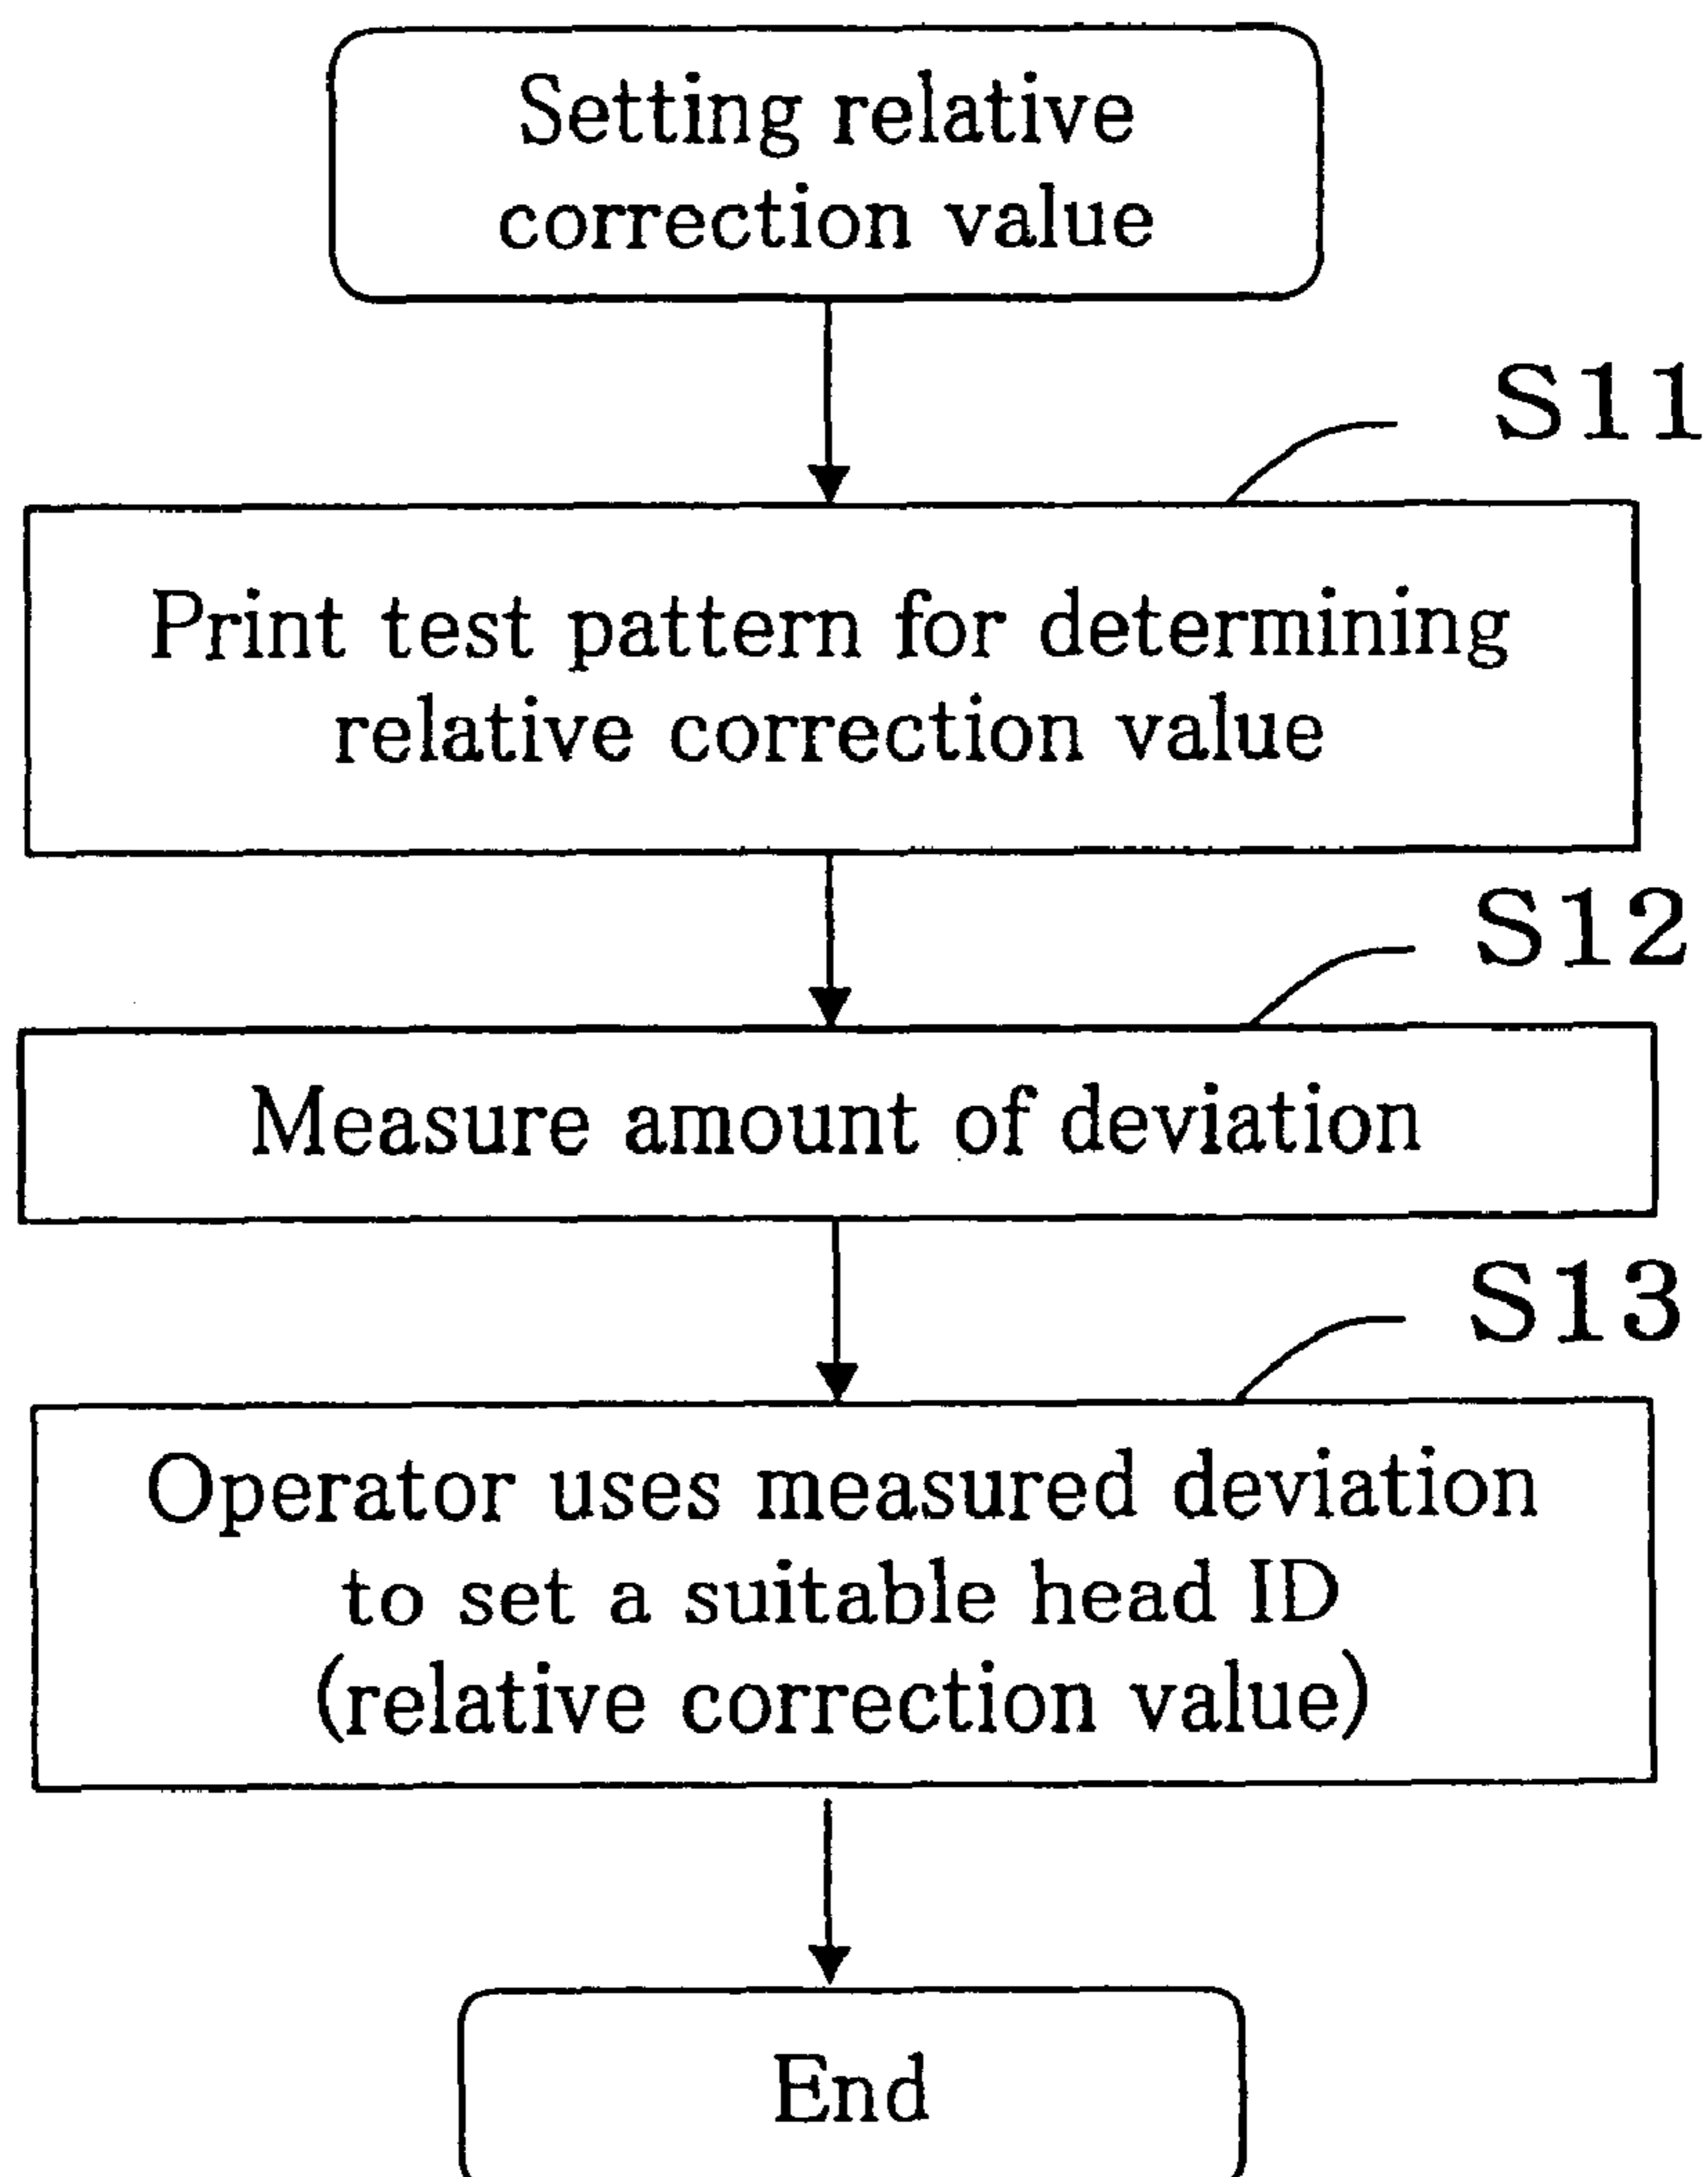 Setting relative
correction value
S11
Print test pattern for determining
relative correction value
S12
Measure amount of deviation
S13
Operator uses measured deviation
to set a suitable head ID
(relative correction value)
End